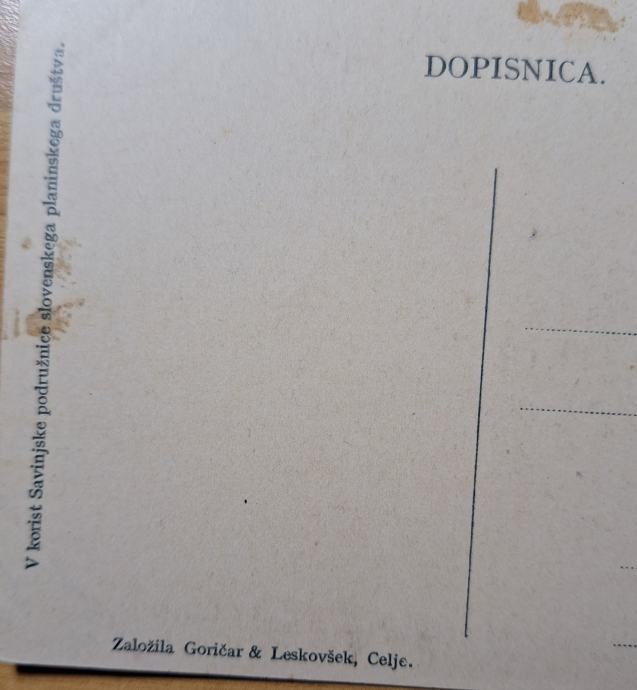 DOPISNICA.
V korist Savinjske podružnice slovenskega planinskega društva.
Založila Goričar & Leskovšek, Celje.